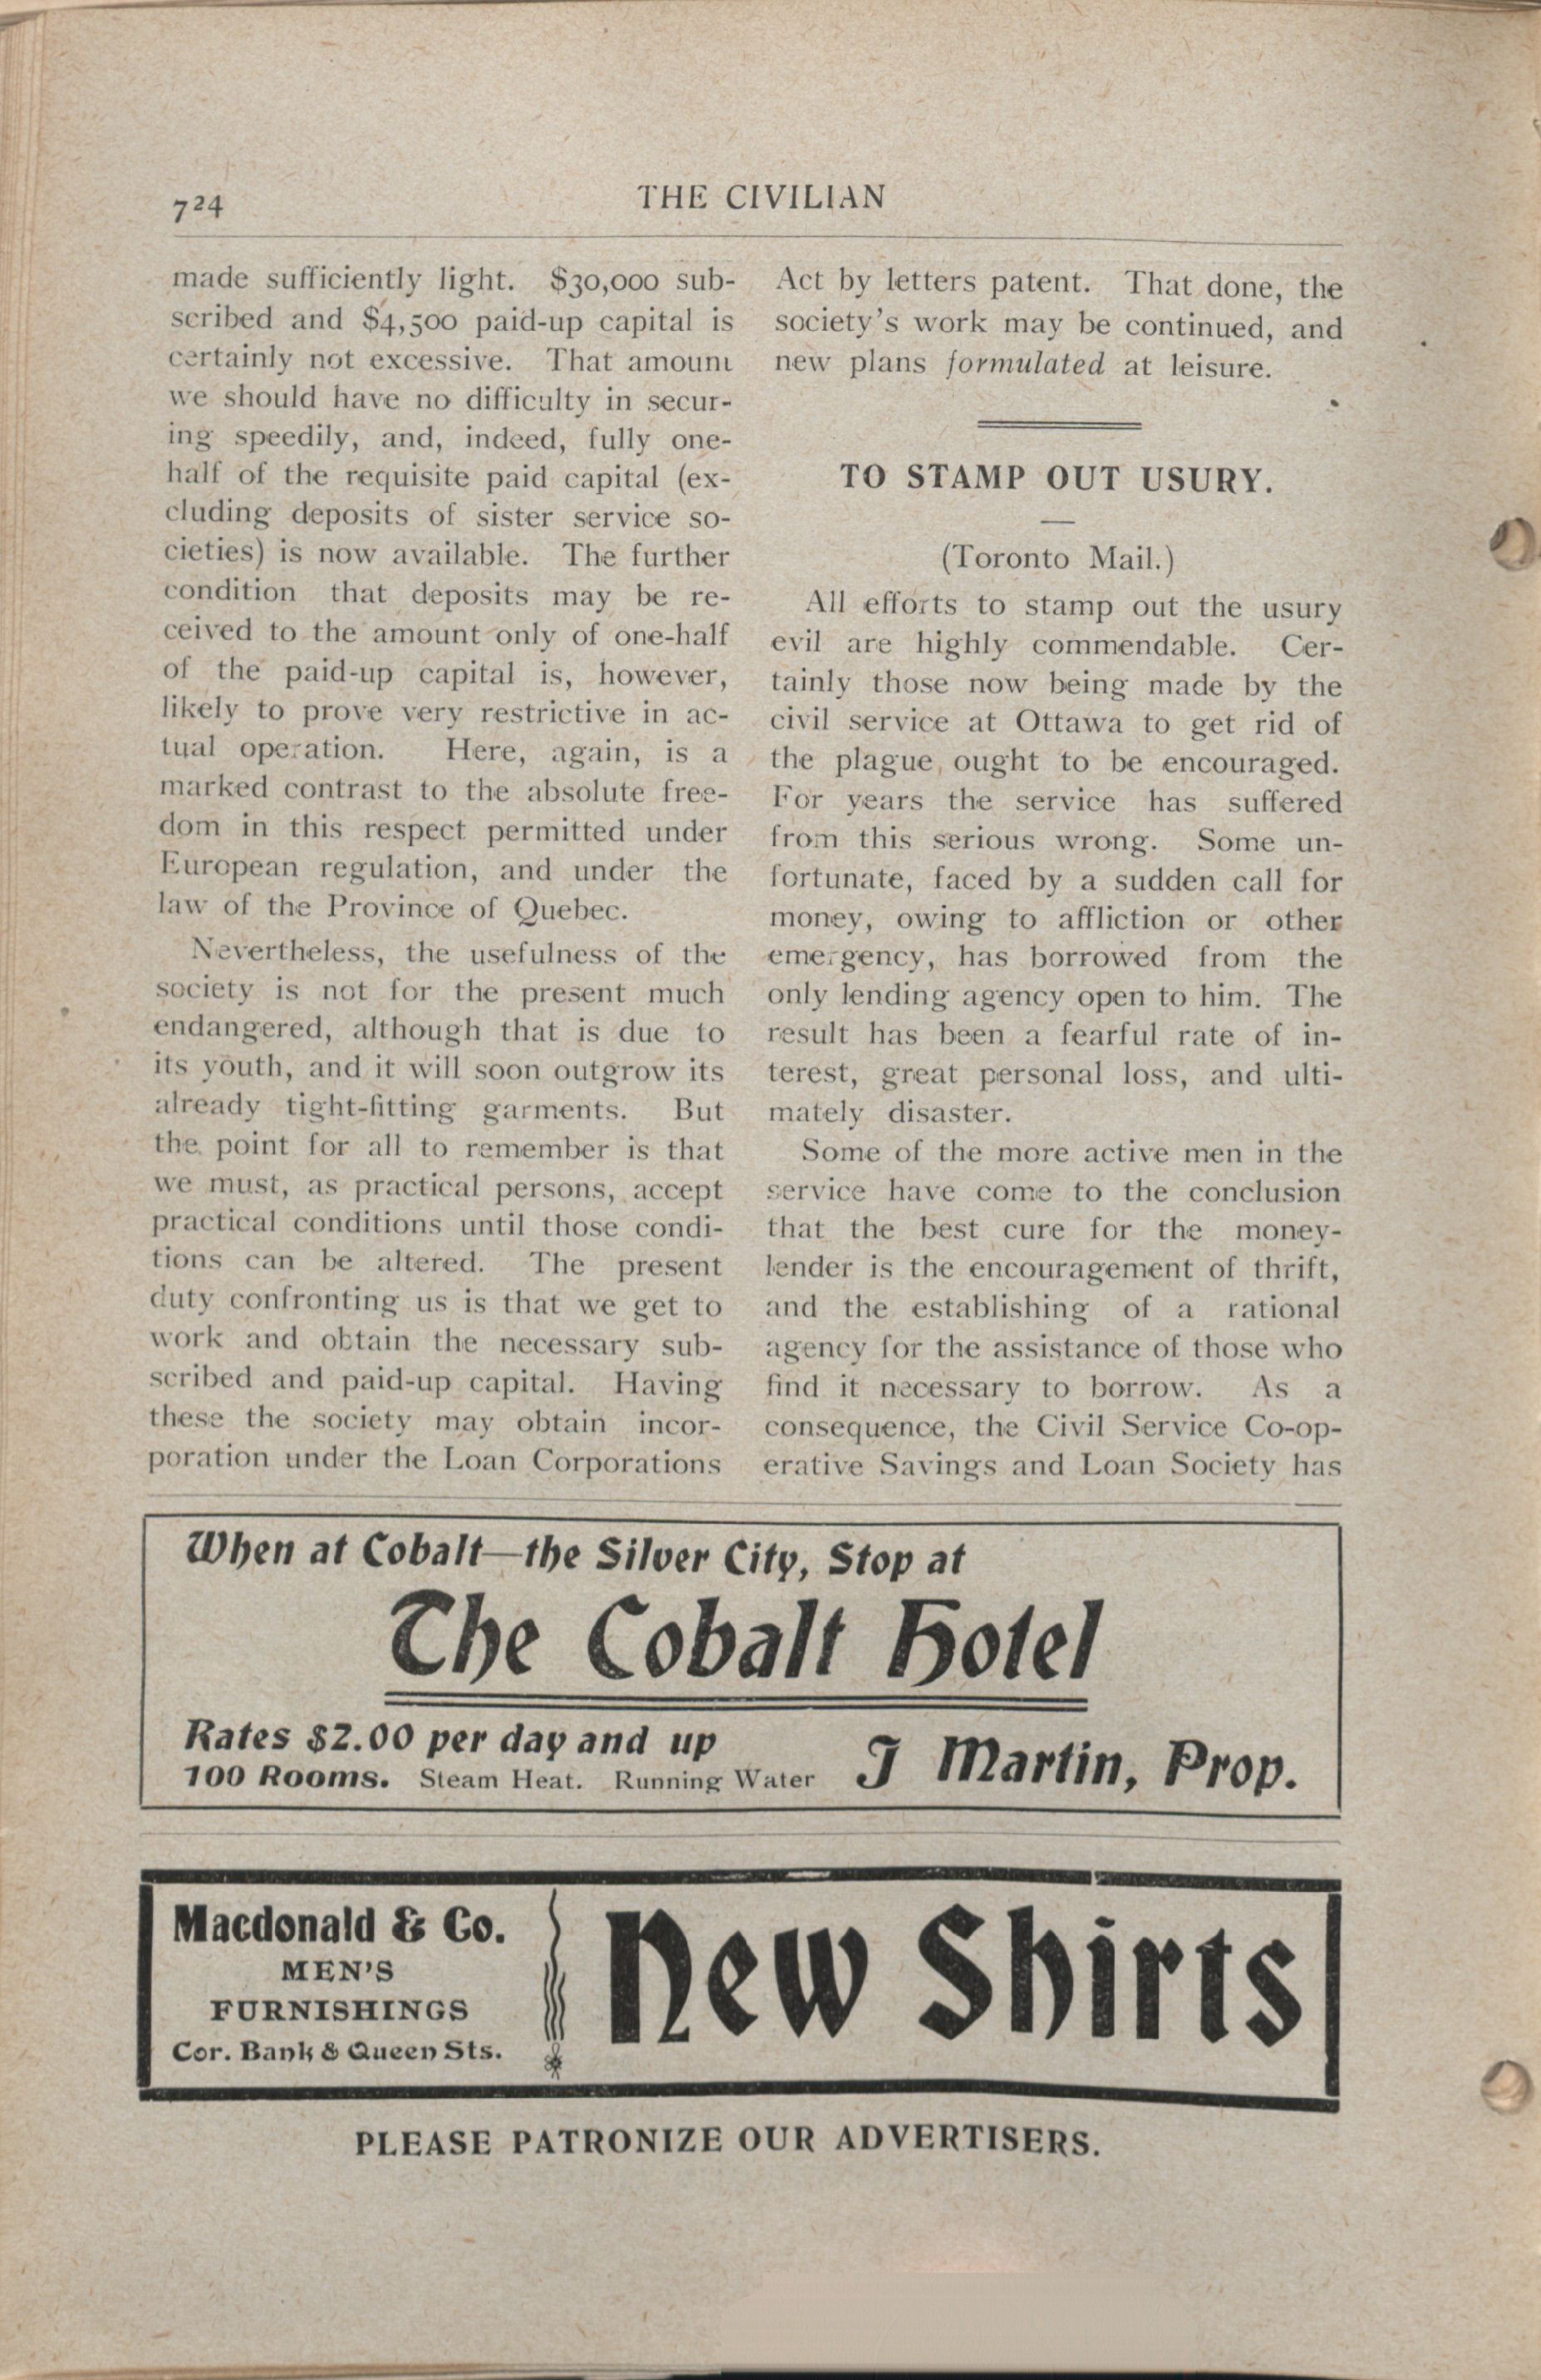 724
THE CIVILIAN
made sufficiently light. $30,000 sub-
scribed and $4,500 paid-up capital is
certainly not excessive. That amount
we should have no difficulty in secur-
ing speedily, and, indeed, fully one-
half of the requisite paid capital (ex-
cluding deposits of sister service so-
cieties) is now available. The further
condition that deposits may be re-
ceived to the amount only of one-half
of the paid-up capital is, however,
likely to prove very restrictive in ac-
tual operation. Here, again, is a
marked contrast to the absolute free-
dom in this respect permitted under
European regulation, and under the
law of the Province of Quebec.
Nevertheless, the usefulness of the
society is not for the present much
endangered, although that is due to
its youth, and it will soon outgrow its
already tight-fitting garments. But
the point for all to remember is that
we must, as practical persons, accept
practical conditions until those condi-
tions can be altered. The present
duty confronting us is that we get to
work and obtain the necessary sub-
scribed and paid-up capital. Having
these the society may obtain incor-
poration under the Loan Corporations
Act by letters patent. That done, the
society's work may be continued, and
new plans formulated at leisure.
TO STAMP OUT USURY.
(Toronto Mail.)
All efforts to stamp out the usury
evil are highly commendable. Cer-
tainly those now being made by the
civil service at Ottawa to get rid of
the plague, ought to be encouraged.
For years the service has suffered
from this serious wrong. Some un-
fortunate, faced by a sudden call for
money, owing to affliction or other
emergency, has borrowed from the
only lending agency open to him. The
result has been a fearful rate of in-
terest, great personal loss, and ulti-
mately disaster.
Some of the more active men in the
service have come to the conclusion
that the best cure for the money-
lender is the encouragement of thrift,
and the establishing of a rational
agency for the assistance of those who
find it necessary to borrow. As a
consequence, the Civil Service Co-op-
erative Savings and Loan Society has
When at Cobalt—the Silver City, Stop at
The Cobalt Hotel
Rates $2.00 per day and up
100 Rooms. Steam Heat. Running Water
J Martin, Prop.
Macdonald & Co.
MEN'S
FURNISHINGS
Cor. Bank & Queen Sts.
New Shirts
PLEASE PATRONIZE OUR ADVERTISERS.